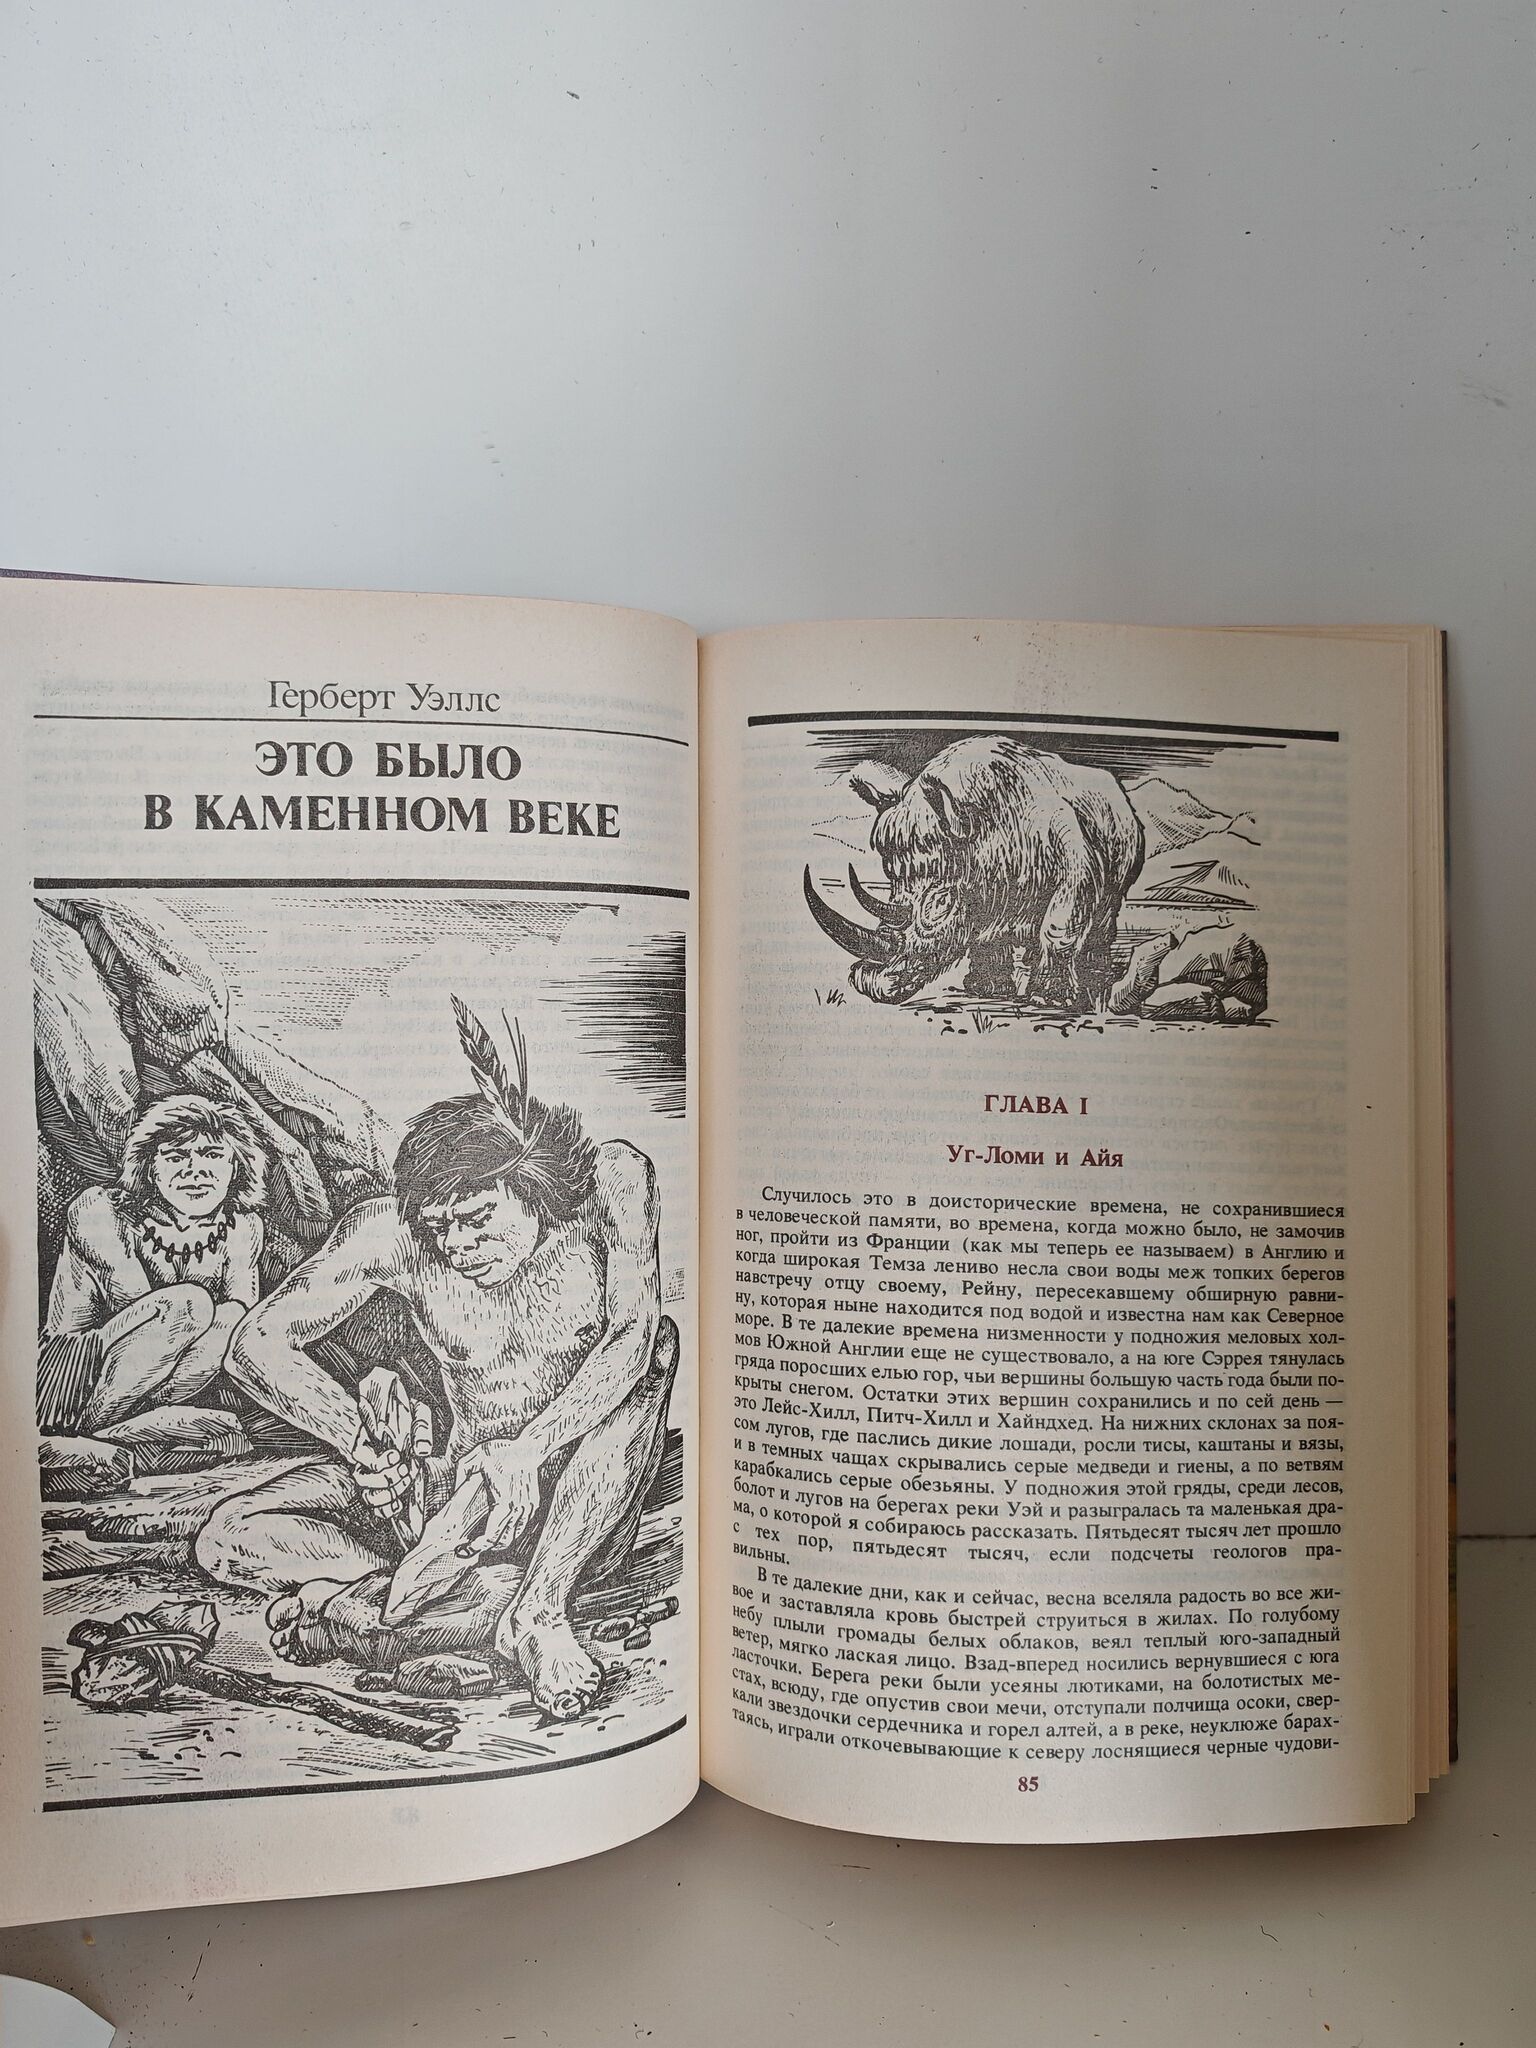 Герберт Уэллс
ЭТО БЫЛО
В КАМЕННОМ ВЕКЕ
ГЛАВА I
Уг-Ломи и Айя
Случилось это в доисторические времена, не сохранившиеся
в человеческой памяти, во времена, когда можно было, не замочив
ног, пройти из Франции (как мы теперь ее называем) в Англию и
когда широкая Темза лениво несла свои воды меж топких берегов
навстречу отцу своему, Рейну, пересекавшему обширную равни-
ну, которая ныне находится под водой и известна нам как Северное
море. В те далекие времена низменности у подножия меловых хол-
мов Южной Англии еще не существовало, а на юге Сэррея тянулась
гряда поросших елью гор, чьи вершины большую часть года были по-
крыты снегом. Остатки этих вершин сохранились и по сей день —
это Лейс-Хилл, Питч-Хилл и Хайндхед. На нижних склонах за поя-
сом лугов, где паслись дикие лошади, росли тисы, каштаны и вязы,
и в темных чащах скрывались серые медведи и гиены, а по ветвям
карабкались серые обезьяны. У подножия этой гряды, среди лесов,
болот и лугов на берегах реки Уэй и разыгралась та маленькая дра-
ма, о которой я собираюсь рассказать. Пятьдесят тысяч лет прошло
с тех пор, пятьдесят тысяч, если подсчеты геологов пра-
вильны.
В те далекие дни, как и сейчас, весна вселяла радость во все жи-
вое и заставляла кровь быстрей струиться в жилах. По голубому
небу плыли громады белых облаков, веял теплый юго-западный
ветер, мягко лаская лицо. Взад-вперед носились вернувшиеся с юга
ласточки. Берега реки были усеяны лютиками, на болотистых ме-
стах, всюду, где опустив свои мечи, отступали полчища осоки, свер-
кали звездочки сердечника и горел алтей, а в реке, неуклюже барах-
таясь, играли откочевывающие к северу лоснящиеся черные чудови-
85